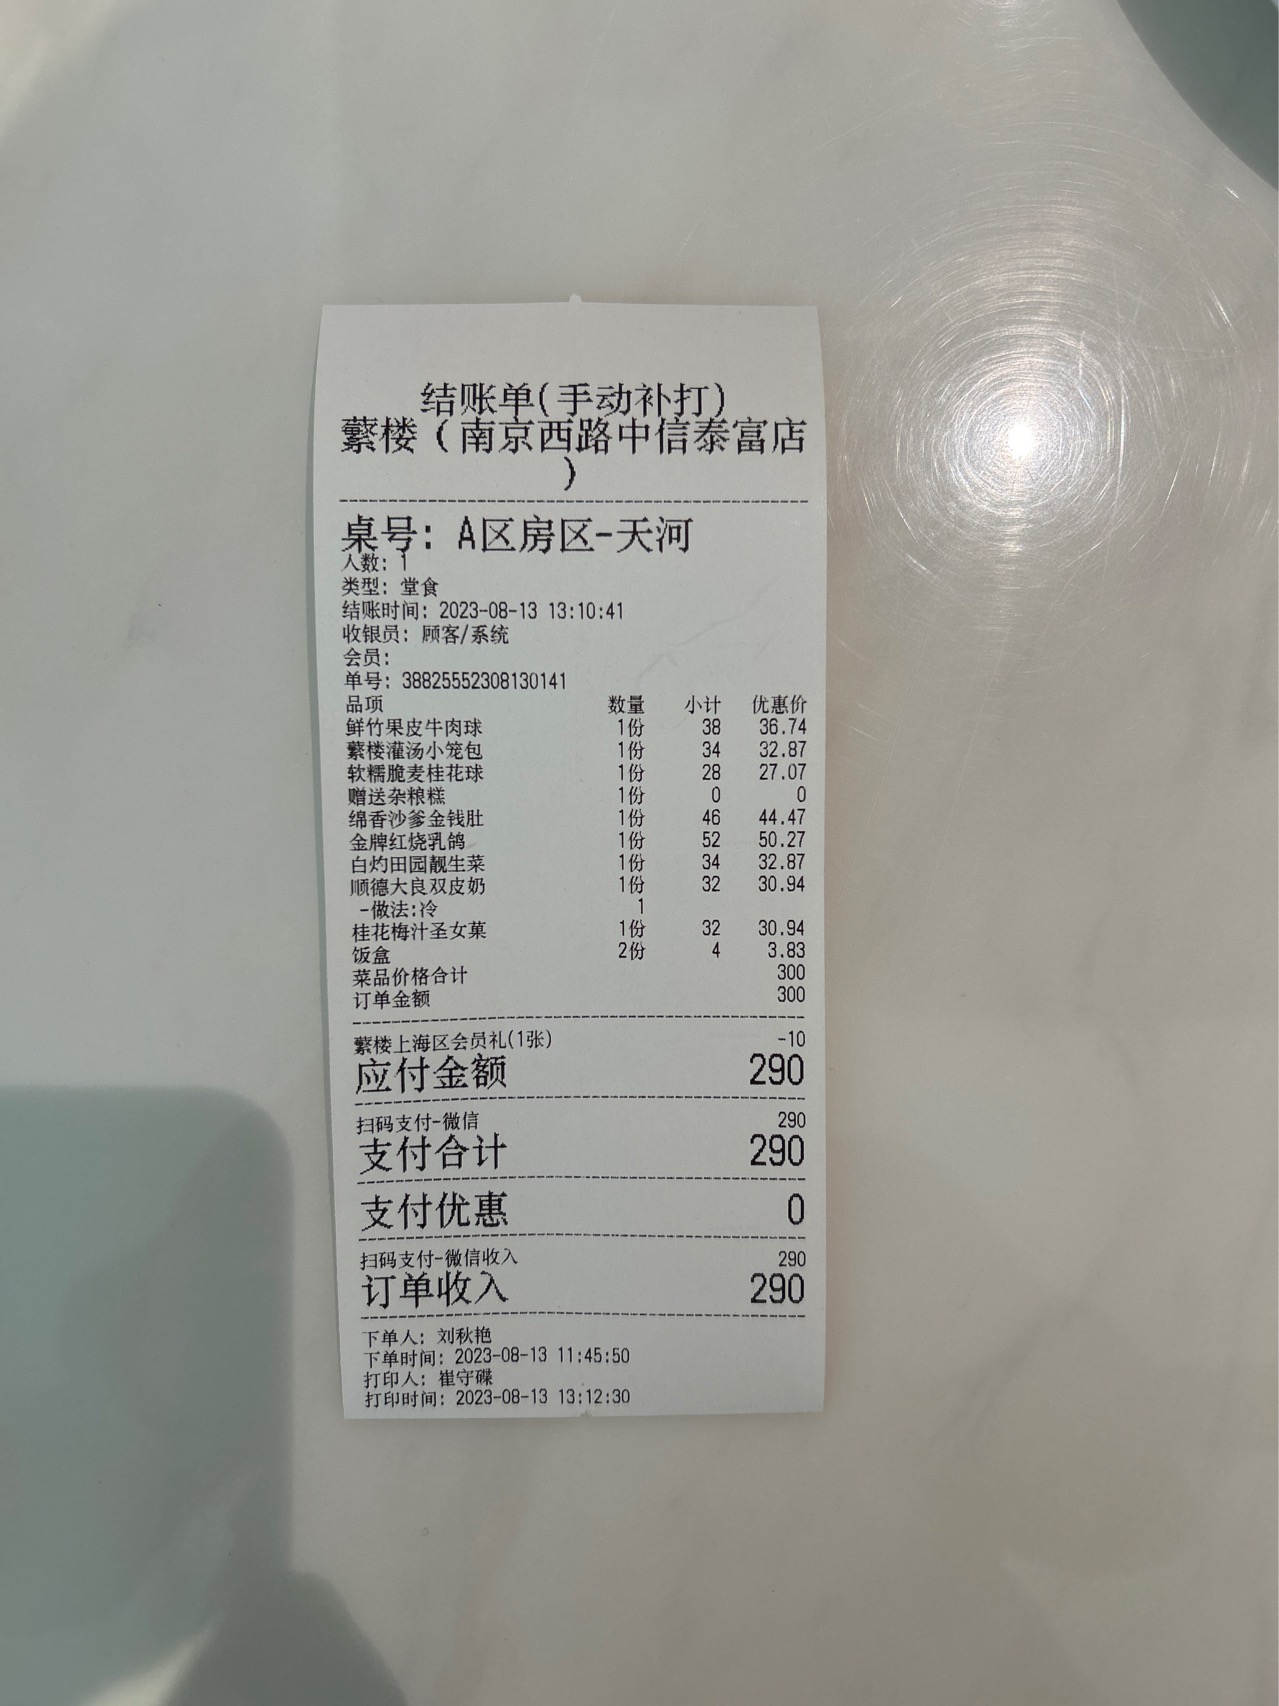 结账单(手动补打)
蘩楼(南京西路中信泰富店
)
桌号: A区房区-天河
人数: 1
类型: 堂食
结账时间: 2023-08-13 13:10:41
收银员: 顾客/系统
会员:
单号: 38825552308130141
品项 数量 小计 优惠价
鲜竹果皮牛肉球 1份 38 36.74
蘩楼灌汤小笼包 1份 34 32.87
软糯脆麦桂花球 1份 28 27.07
赠送杂粮糕 1份 0 0
绵香沙爹金钱肚 1份 46 44.47
金牌红烧乳鸽 1份 52 50.27
白灼田园靓生菜 1份 34 32.87
顺德大良双皮奶 1份 32 30.94
-做法:冷 1
桂花梅汁圣女菓 1份 32 30.94
饭盒 2份 4 3.83
菜品价格合计 300
订单金额 300
蘩楼上海区会员礼(1张) -10
应付金额 290
扫码支付-微信 290
支付合计 290
支付优惠 0
扫码支付-微信收入 290
订单收入 290
下单人: 刘秋艳
下单时间: 2023-08-13 11:45:50
打印人: 崔守碟
打印时间: 2023-08-13 13:12:30